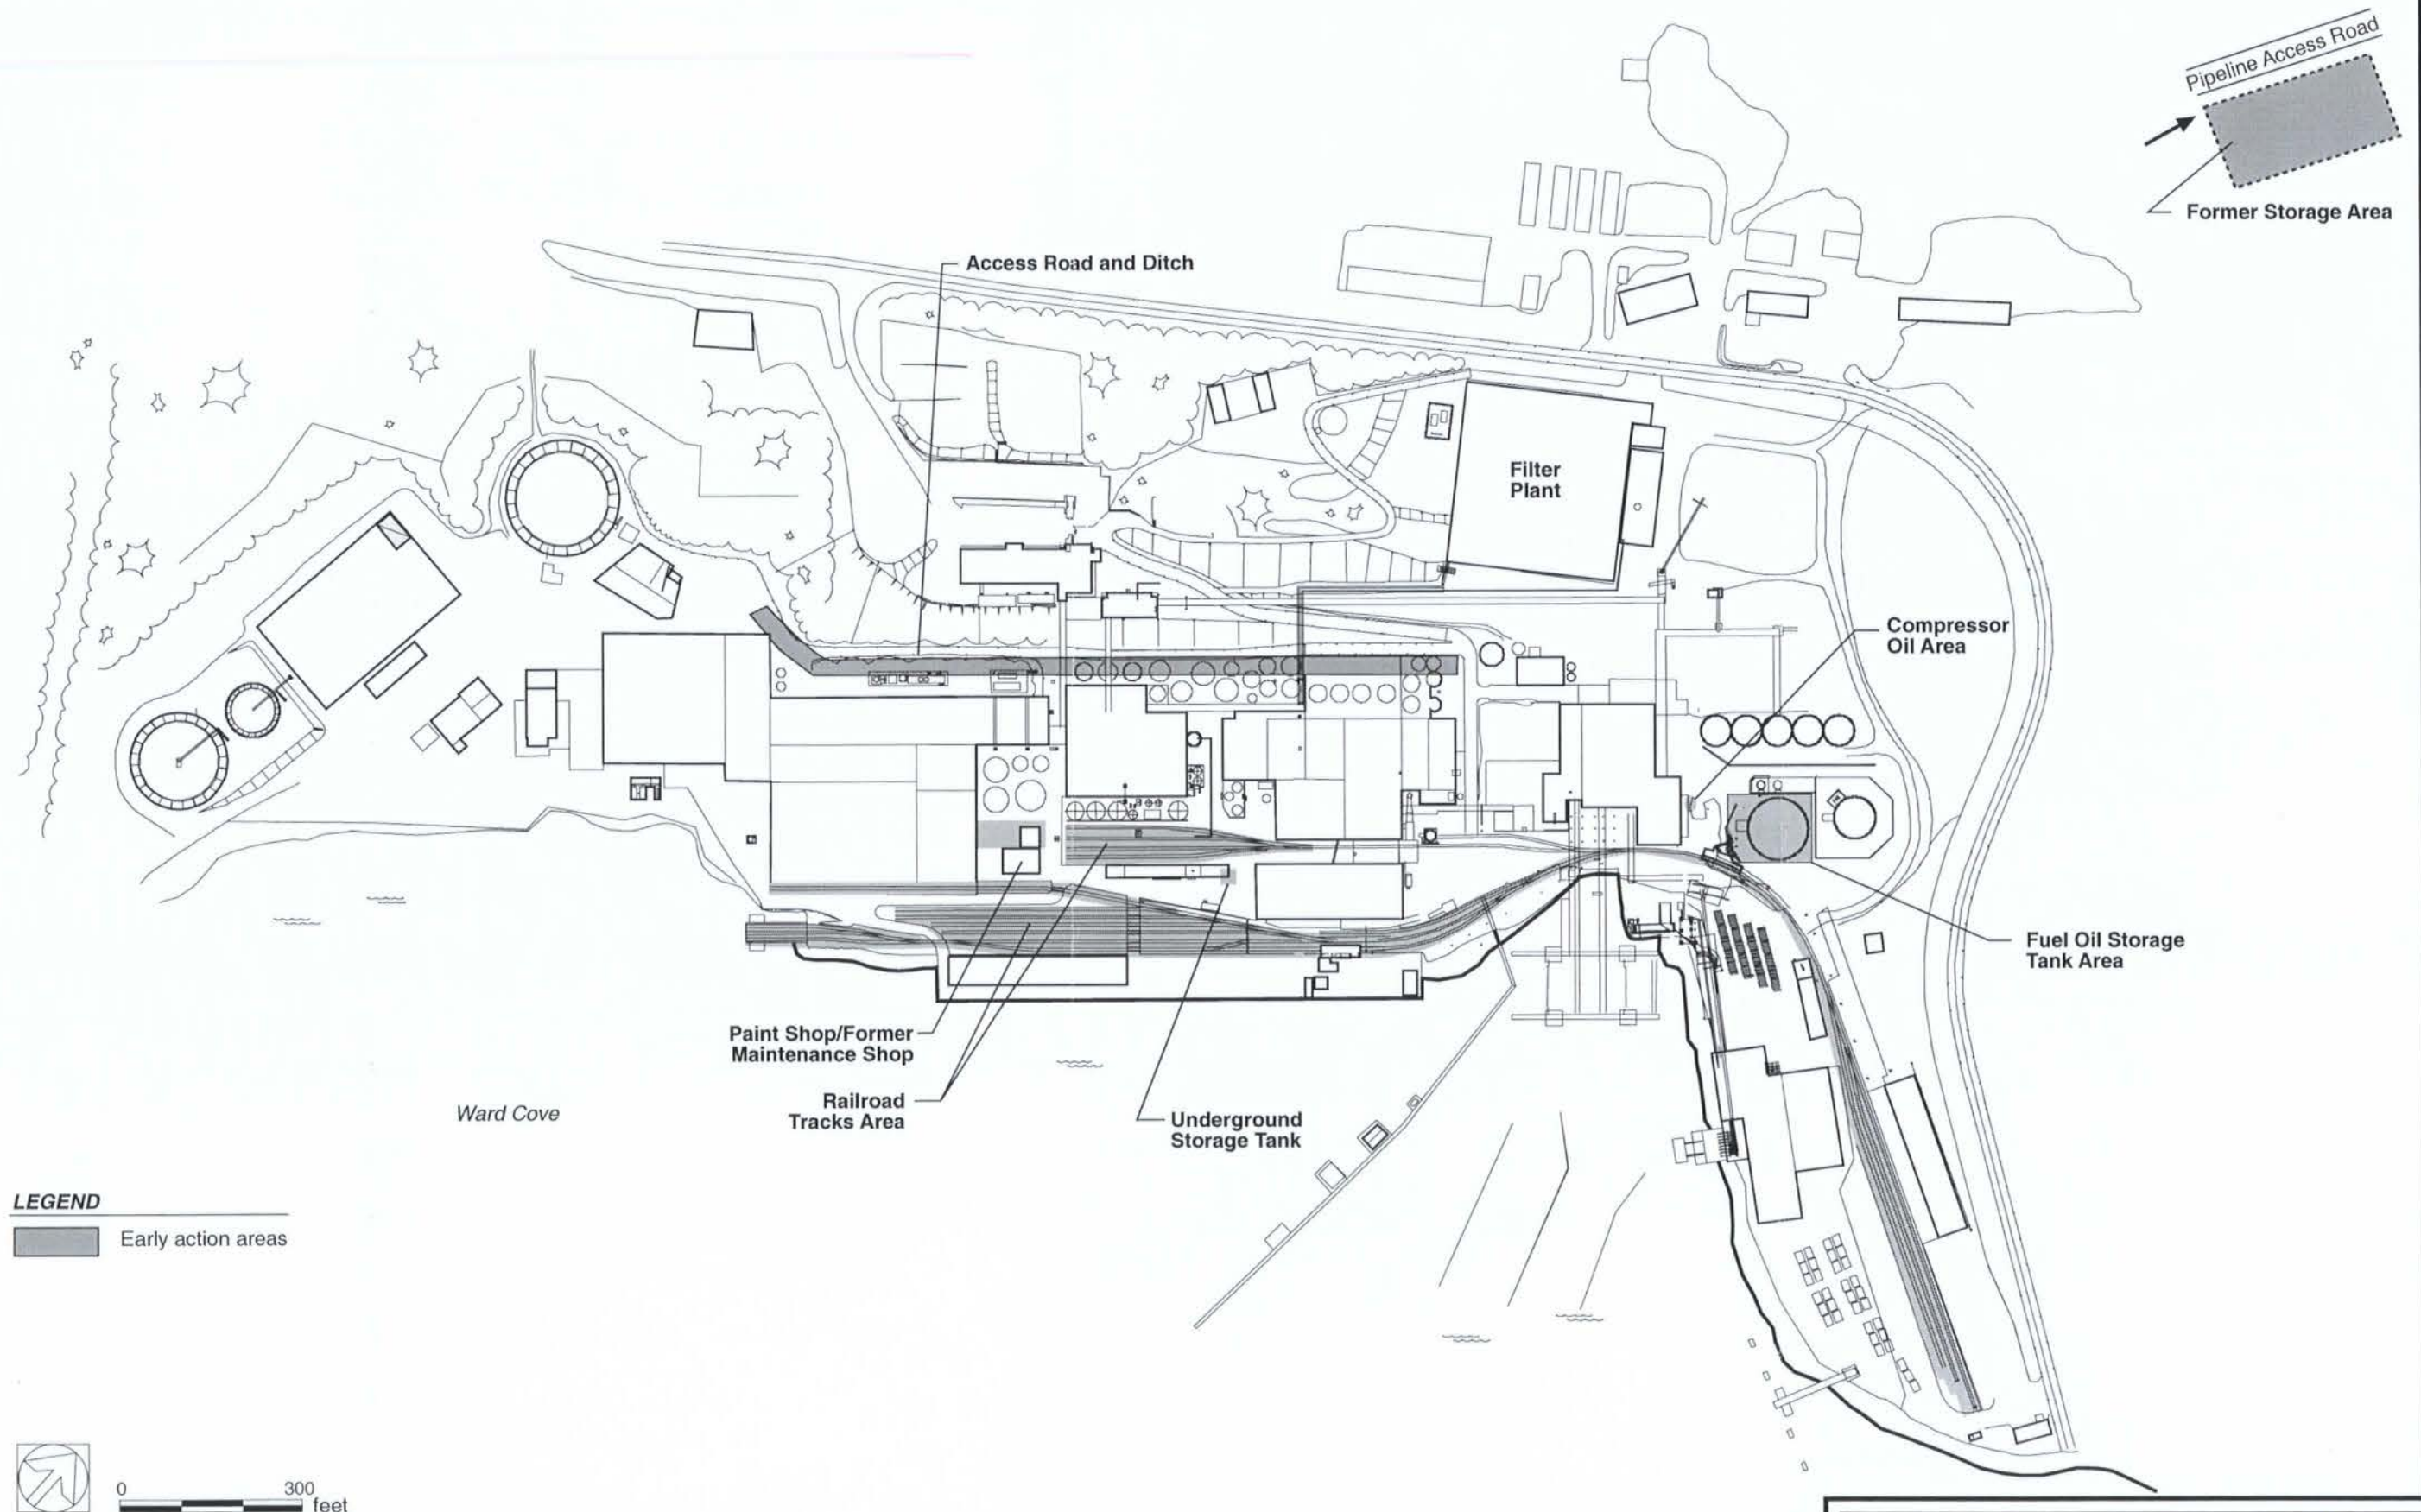 Pipeline Access Road
Former Storage Area
Access Road and Ditch
Filter
Plant
Compressor
Oil Area
Fuel Oil Storage
Tank Area
Paint Shop/Former
Maintenance Shop
Railroad
Tracks Area
Underground
Storage Tank
Ward Cove
LEGEND
Early action areas
0 300
feet